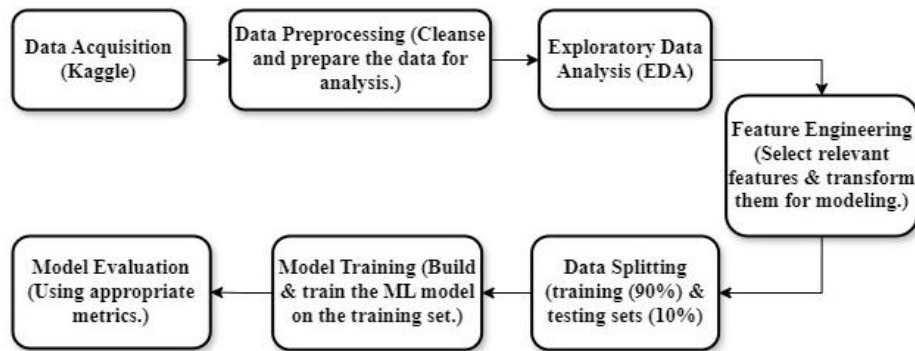 Data Acquisition
(Kaggle)
Data Preprocessing (Cleanse
and prepare the data for
analysis.)
Exploratory Data
Analysis (EDA)
Feature Engineering
(Select relevant
features & transform
them for modeling.)
Data Splitting
(training (90%) &
testing sets (10%)
Model Training (Build
& train the ML model
on the training set.)
Model Evaluation
(Using appropriate
metrics.)